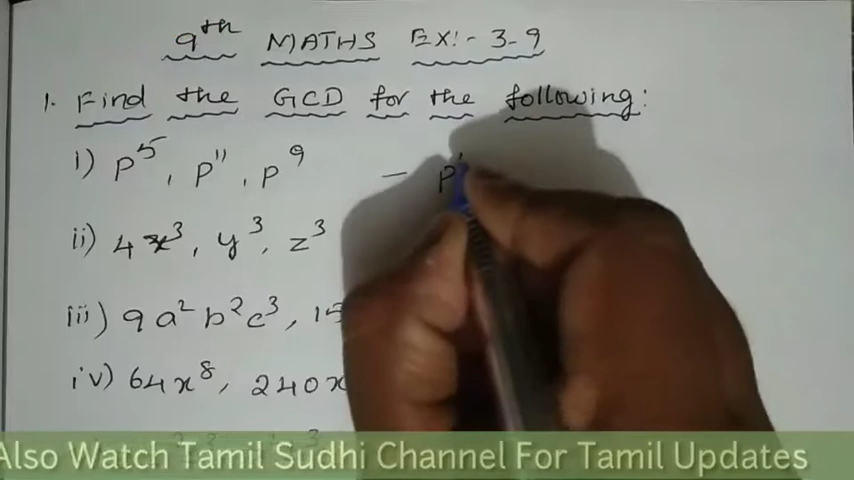 9th MATHS EX:- 3-9
1. Find the GCD for the following:
i) p⁵, p¹¹, p⁹ - p
ii) 4x³, y³, z³
iii) 9a²b²c³, 15
iv) 64x⁸, 240x
Also Watch Tamil Sudhi Channel For Tamil Updates